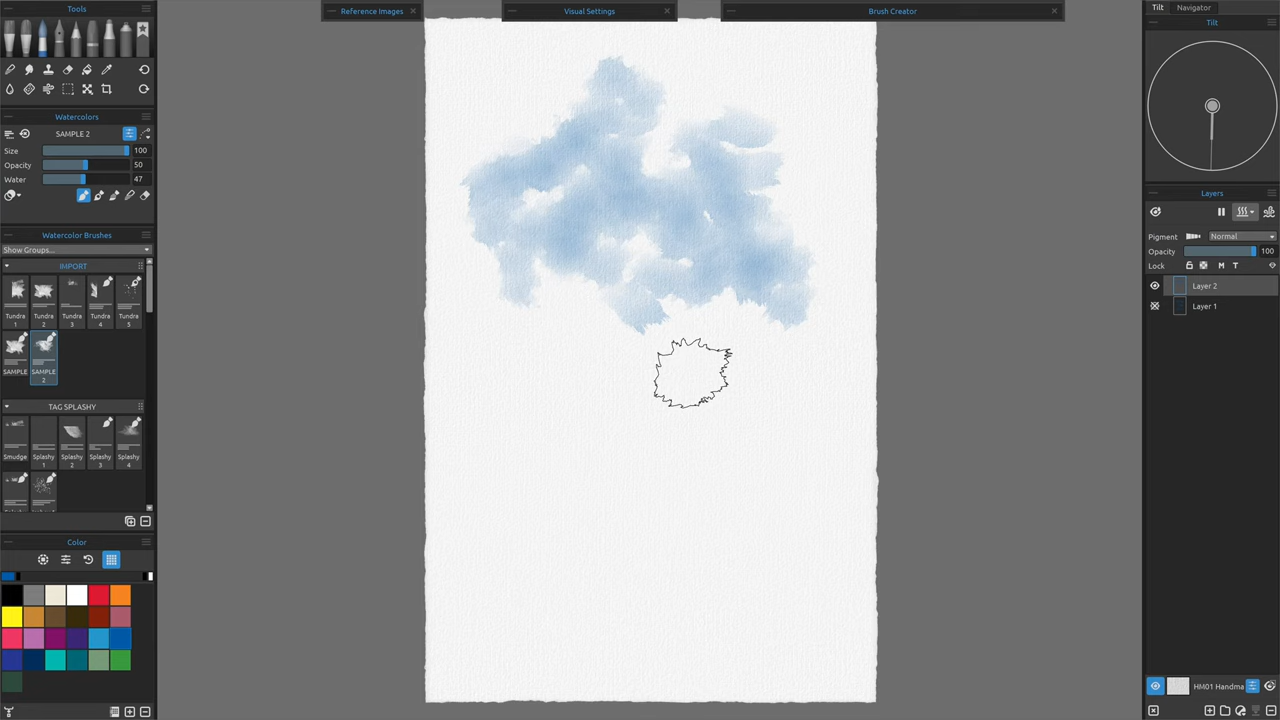 Tools
Reference Images
Visual Settings
Brush Creator
Tilt
Navigator
Tilt
Watercolors
SAMPLE 2
Size
100
Opacity
50
Water
47
Watercolor Brushes
Show Groups...
IMPORT
Tundra 1
Tundra 2
Tundra 3
Tundra 4
Tundra 5
SAMPLE
SAMPLE 2
TAG SPLASHY
Smudge
Splashy 1
Splashy 2
Splashy 3
Splashy 4
Color
Layers
Pigment
Normal
Opacity
100
Lock
M
T
Layer 2
Layer 1
HM01 Handma